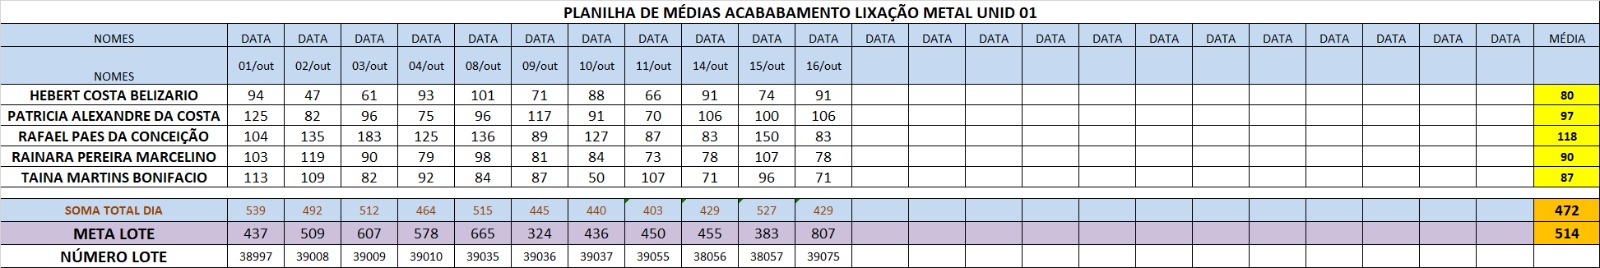 PLANILHA DE MÉDIAS ACABABAMENTO LIXAÇÃO METAL UNID 01
NOMES DATA DATA DATA DATA DATA DATA DATA DATA DATA DATA DATA DATA DATA DATA DATA DATA DATA DATA DATA DATA DATA DATA DATA MÉDIA
NOMES 01/out 02/out 03/out 04/out 08/out 09/out 10/out 11/out 14/out 15/out 16/out
HEBERT COSTA BELIZARIO 94 47 61 93 101 71 88 66 91 74 91 80
PATRICIA ALEXANDRE DA COSTA 125 82 96 75 96 117 91 70 106 100 106 97
RAFAEL PAES DA CONCEIÇÃO 104 135 183 125 136 89 127 87 83 150 83 118
RAINARA PEREIRA MARCELINO 103 119 90 79 98 81 84 73 78 107 78 90
TAINA MARTINS BONIFACIO 113 109 82 92 84 87 50 107 71 96 71 87
SOMA TOTAL DIA 539 492 512 464 515 445 440 403 429 527 429 472
META LOTE 437 509 607 578 665 324 436 450 455 383 807 514
NÚMERO LOTE 38997 39008 39009 39010 39035 39036 39037 39055 38056 38057 39075